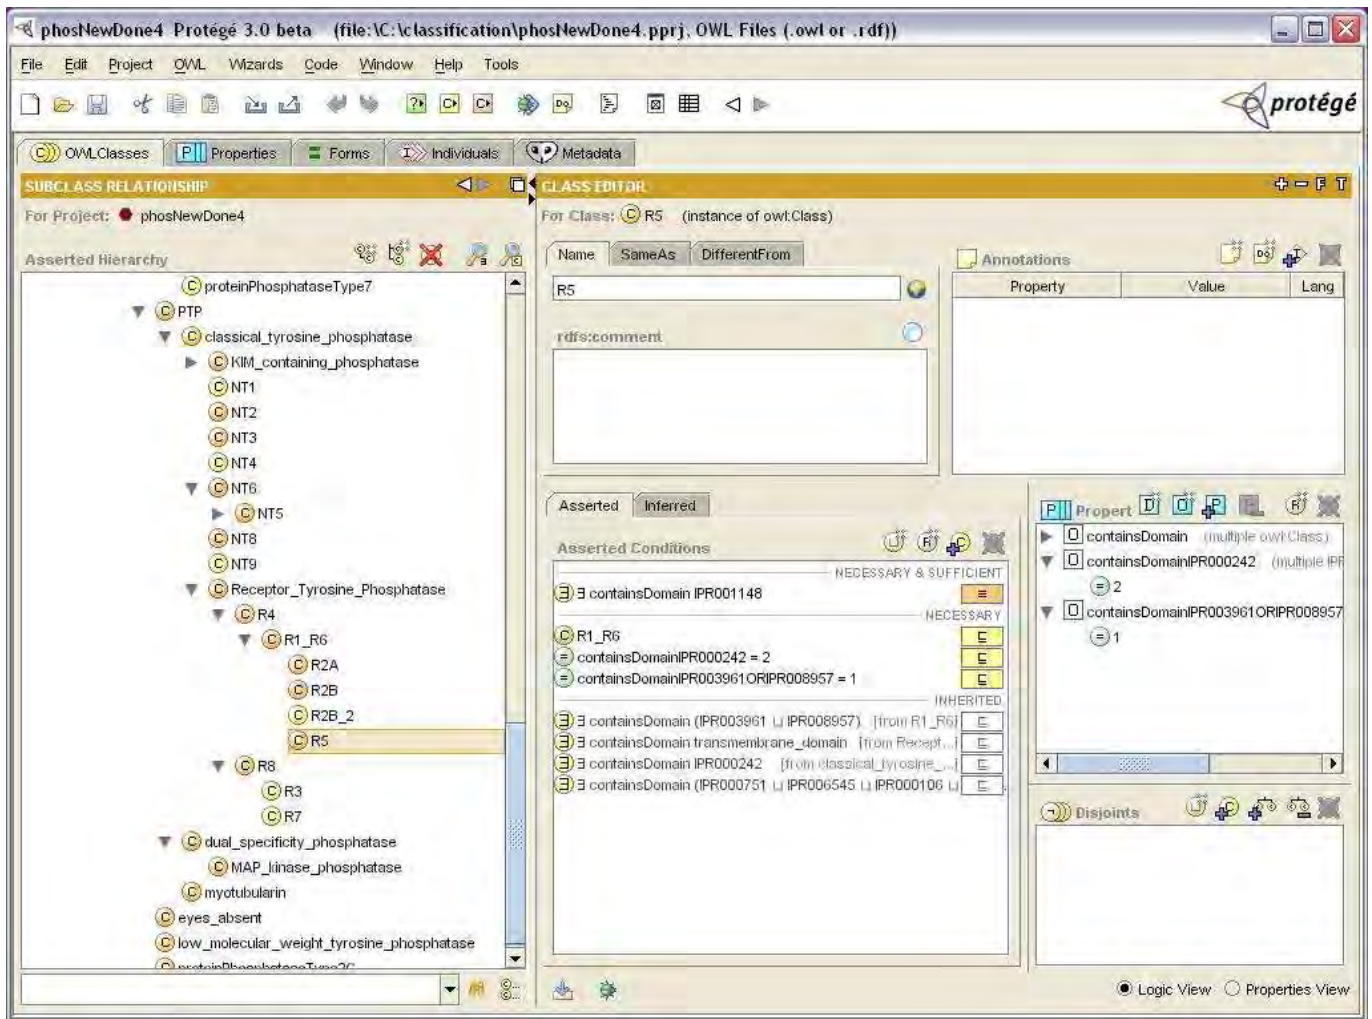 phosNewDone4 Protégé 3.0 beta (file:\C:\classification\phosNewDone4.pprj, OWL Files (.owl or .rdf))
File Edit Project OWL Wizards Code Window Help Tools
protégé
OWLClasses Properties Forms Individuals Metadata
SUBCLASS RELATIONSHIP
For Project: phosNewDone4
Asserted Hierarchy
proteinPhosphataseType7
PTP
classical_tyrosine_phosphatase
KIM_containing_phosphatase
NT1
NT2
NT3
NT4
NT6
NT5
NT8
NT9
Receptor_Tyrosine_Phosphatase
R4
R1_R6
R2A
R2B
R2B_2
R5
R8
R3
R7
dual_specificity_phosphatase
MAP_kinase_phosphatase
myotubularin
eyes_absent
low_molecular_weight_tyrosine_phosphatase
proteinPhosphataseType2C
CLASS EDITOR
For Class: R5 (instance of owl:Class)
Name SameAs DifferentFrom
R5
rdfs:comment
Annotations
Property Value Lang
Asserted Inferred
Asserted Conditions
NECESSARY & SUFFICIENT
∃ containsDomain IPR001148
NECESSARY
R1_R6
containsDomainIPR000242 = 2
containsDomainIPR003961ORIPR008957 = 1
INHERITED
∃ containsDomain (IPR003961 ⊔ IPR008957) [from R1_R6]
∃ containsDomain transmembrane_domain [from Recept...]
∃ containsDomain IPR000242 [from classical_tyrosine_...]
∃ containsDomain (IPR000751 ⊔ IPR006545 ⊔ IPR000106 ⊔
Propert
containsDomain (multiple owl:Class)
containsDomainIPR000242 (multiple IPR
2
containsDomainIPR003961ORIPR008957
1
Disjoints
Logic View Properties View